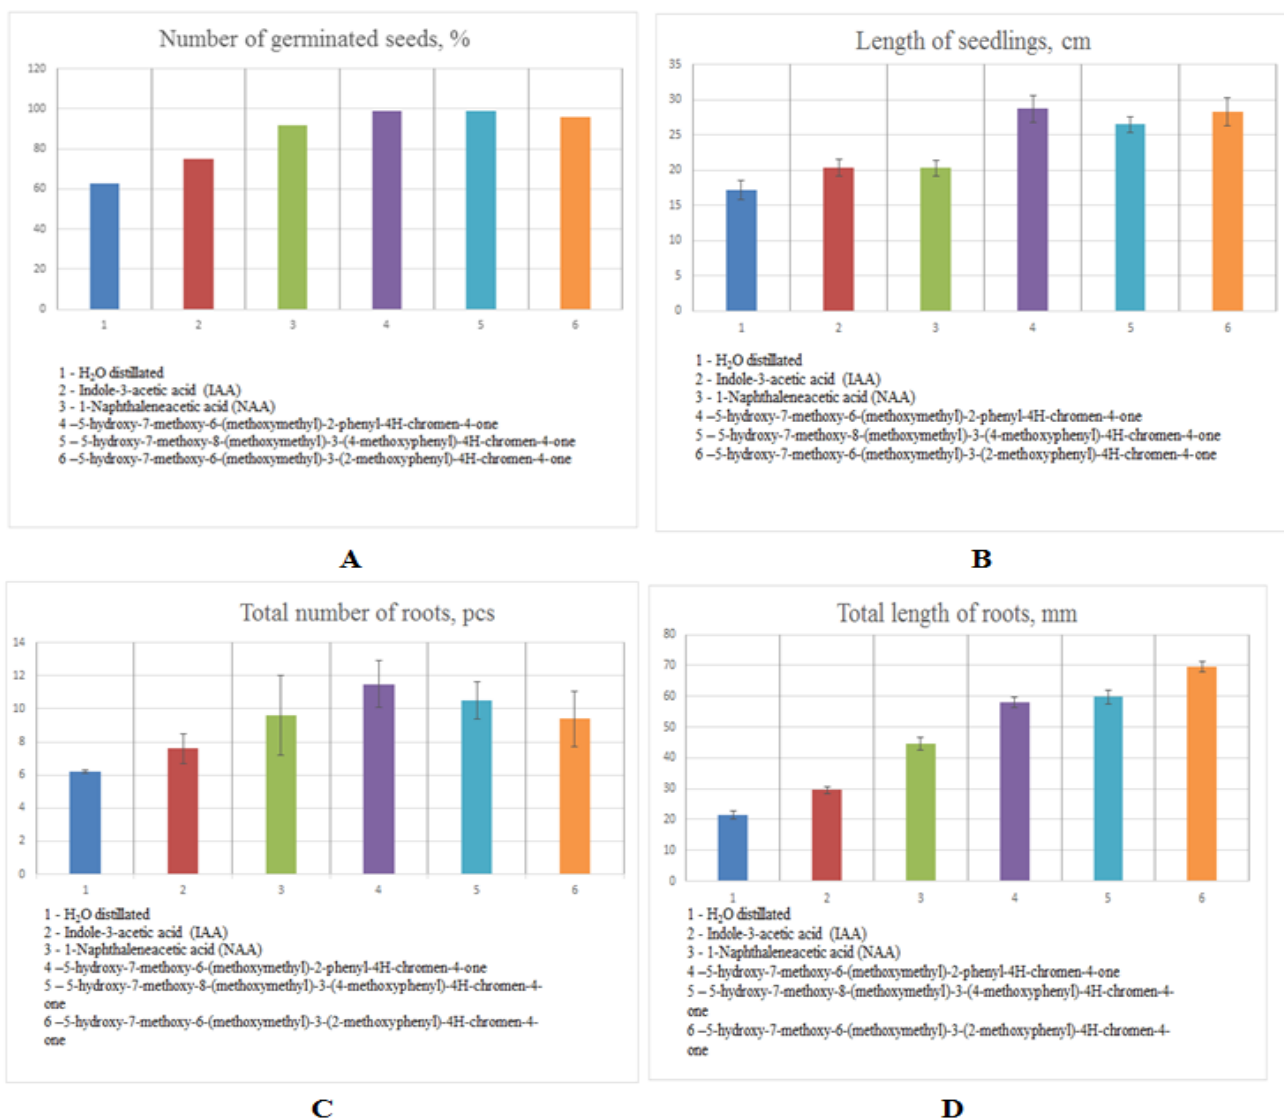 Number of germinated seeds, %
120
100
80
60
40
20
0
1 2 3 4 5 6
1 - H₂O distillated
2 - Indole-3-acetic acid (IAA)
3 - 1-Naphthaleneacetic acid (NAA)
4 –5-hydroxy-7-methoxy-6-(methoxymethyl)-2-phenyl-4H-chromen-4-one
5 – 5-hydroxy-7-methoxy-8-(methoxymethyl)-3-(4-methoxyphenyl)-4H-chromen-4-one
6 –5-hydroxy-7-methoxy-6-(methoxymethyl)-3-(2-methoxyphenyl)-4H-chromen-4-one
A
Length of seedlings, cm
35
30
25
20
15
10
5
0
1 2 3 4 5 6
1 - H₂O distillated
2 - Indole-3-acetic acid (IAA)
3 - 1-Naphthaleneacetic acid (NAA)
4 –5-hydroxy-7-methoxy-6-(methoxymethyl)-2-phenyl-4H-chromen-4-one
5 – 5-hydroxy-7-methoxy-8-(methoxymethyl)-3-(4-methoxyphenyl)-4H-chromen-4-one
6 –5-hydroxy-7-methoxy-6-(methoxymethyl)-3-(2-methoxyphenyl)-4H-chromen-4-one
B
Total number of roots, pcs
14
12
10
8
6
4
2
0
1 2 3 4 5 6
1 - H₂O distillated
2 - Indole-3-acetic acid (IAA)
3 - 1-Naphthaleneacetic acid (NAA)
4 –5-hydroxy-7-methoxy-6-(methoxymethyl)-2-phenyl-4H-chromen-4-one
5 – 5-hydroxy-7-methoxy-8-(methoxymethyl)-3-(4-methoxyphenyl)-4H-chromen-4-
one
6 –5-hydroxy-7-methoxy-6-(methoxymethyl)-3-(2-methoxyphenyl)-4H-chromen-4-
one
C
Total length of roots, mm
80
70
60
50
40
30
20
10
0
1 2 3 4 5 6
1 - H₂O distillated
2 - Indole-3-acetic acid (IAA)
3 - 1-Naphthaleneacetic acid (NAA)
4 –5-hydroxy-7-methoxy-6-(methoxymethyl)-2-phenyl-4H-chromen-4-one
5 – 5-hydroxy-7-methoxy-8-(methoxymethyl)-3-(4-methoxyphenyl)-4H-chromen-4-
one
6 –5-hydroxy-7-methoxy-6-(methoxymethyl)-3-(2-methoxyphenyl)-4H-chromen-4-
one
D